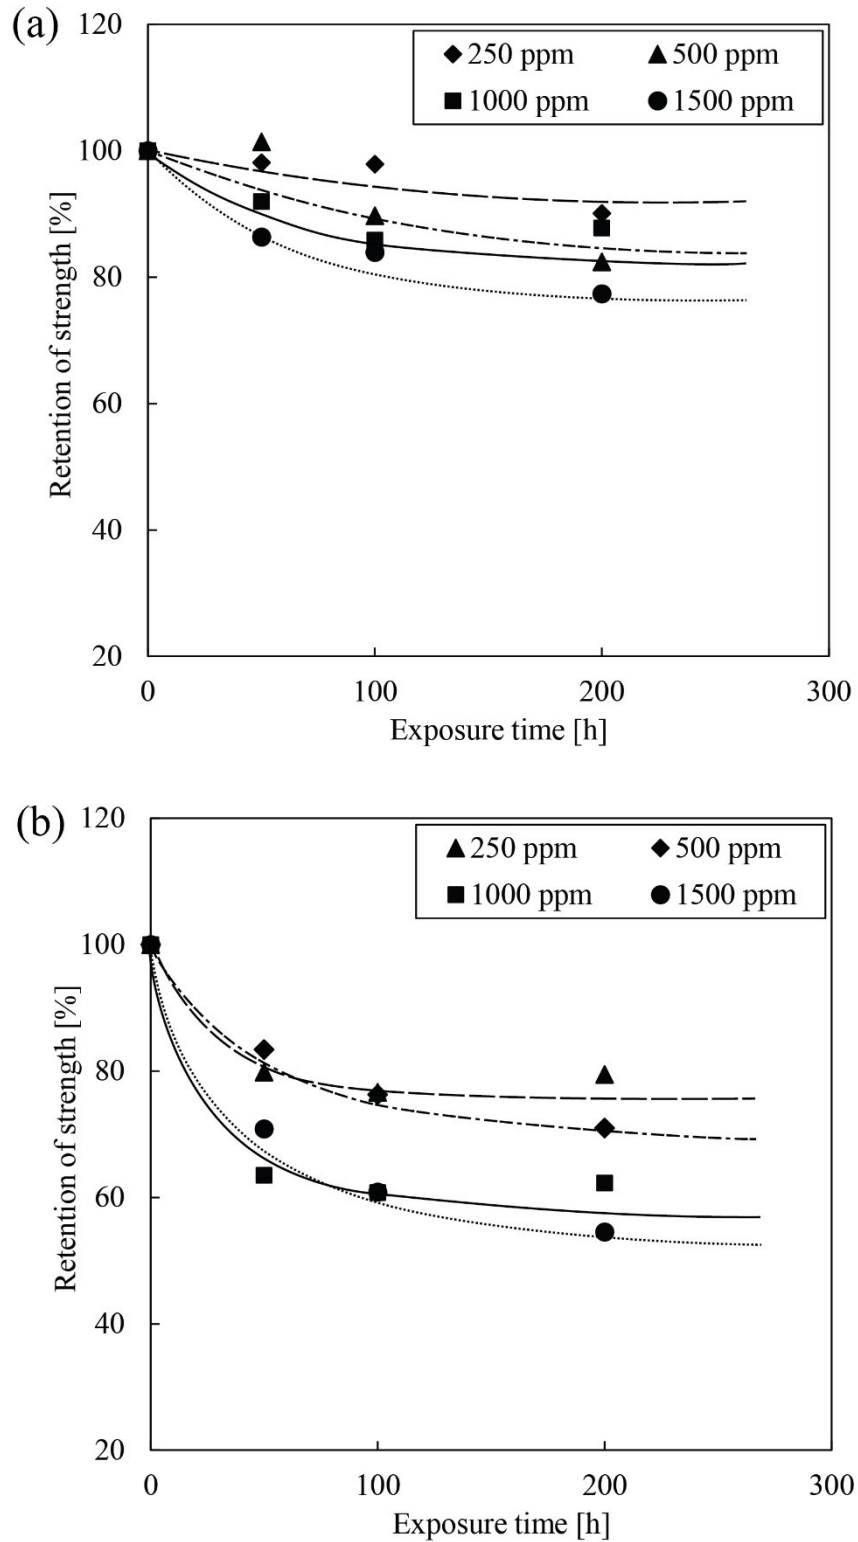 (a)
120
100
80
60
40
20
Retention of strength [%]
250 ppm 500 ppm
1000 ppm 1500 ppm
0 100 200 300
Exposure time [h]
(b)
120
100
80
60
40
20
Retention of strength [%]
250 ppm 500 ppm
1000 ppm 1500 ppm
0 100 200 300
Exposure time [h]